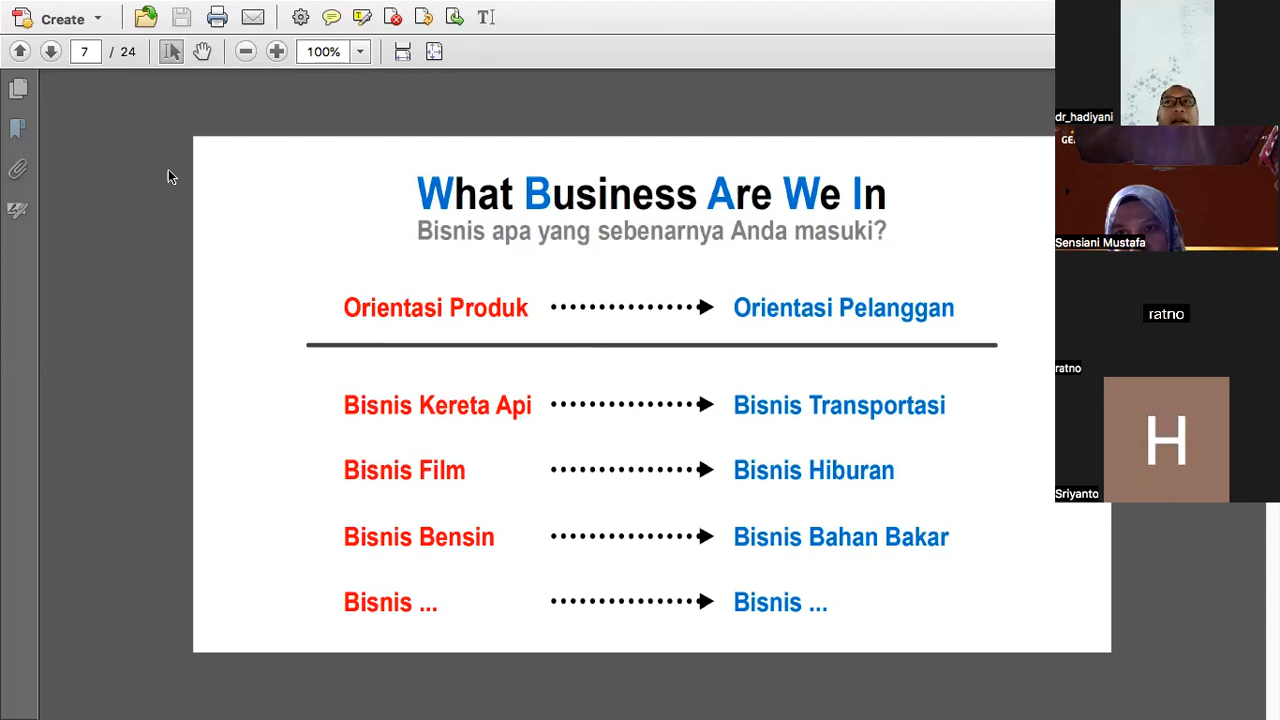 Create
7 / 24
100%
What Business Are We In
Bisnis apa yang sebenarnya Anda masuki?
Orientasi Produk Orientasi Pelanggan
Bisnis Kereta Api Bisnis Transportasi
Bisnis Film Bisnis Hiburan
Bisnis Bensin Bisnis Bahan Bakar
Bisnis ... Bisnis ...
dr_hadiyani
Sensiani Mustafa
ratno
ratno
H
Sriyanto